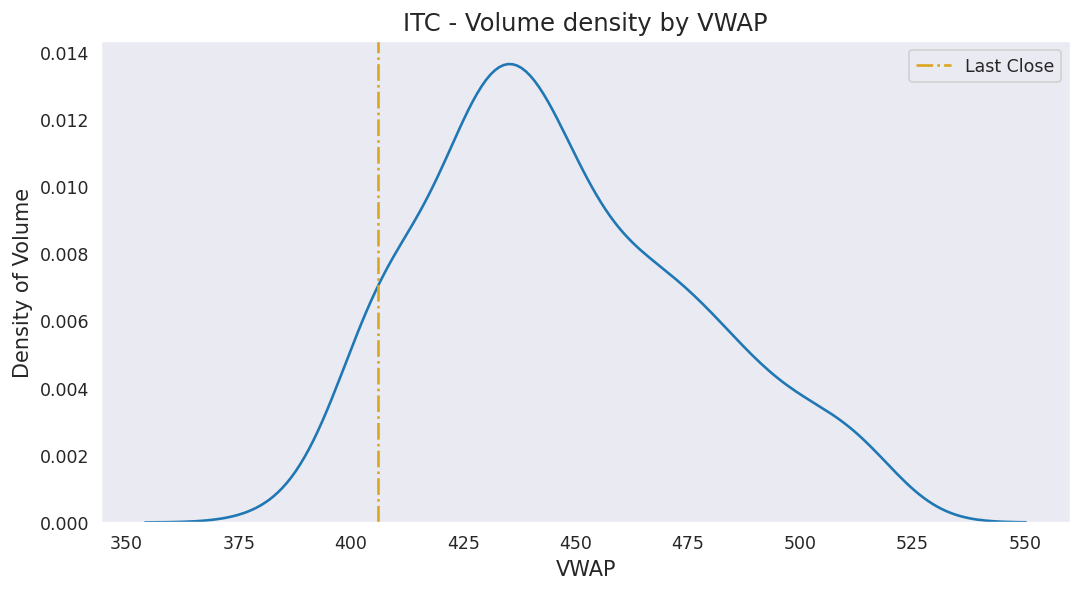 ITC - Volume density by VWAP
Last Close
Density of Volume
0.014
0.012
0.010
0.008
0.006
0.004
0.002
0.000
350 375 400 425 450 475 500 525 550
VWAP